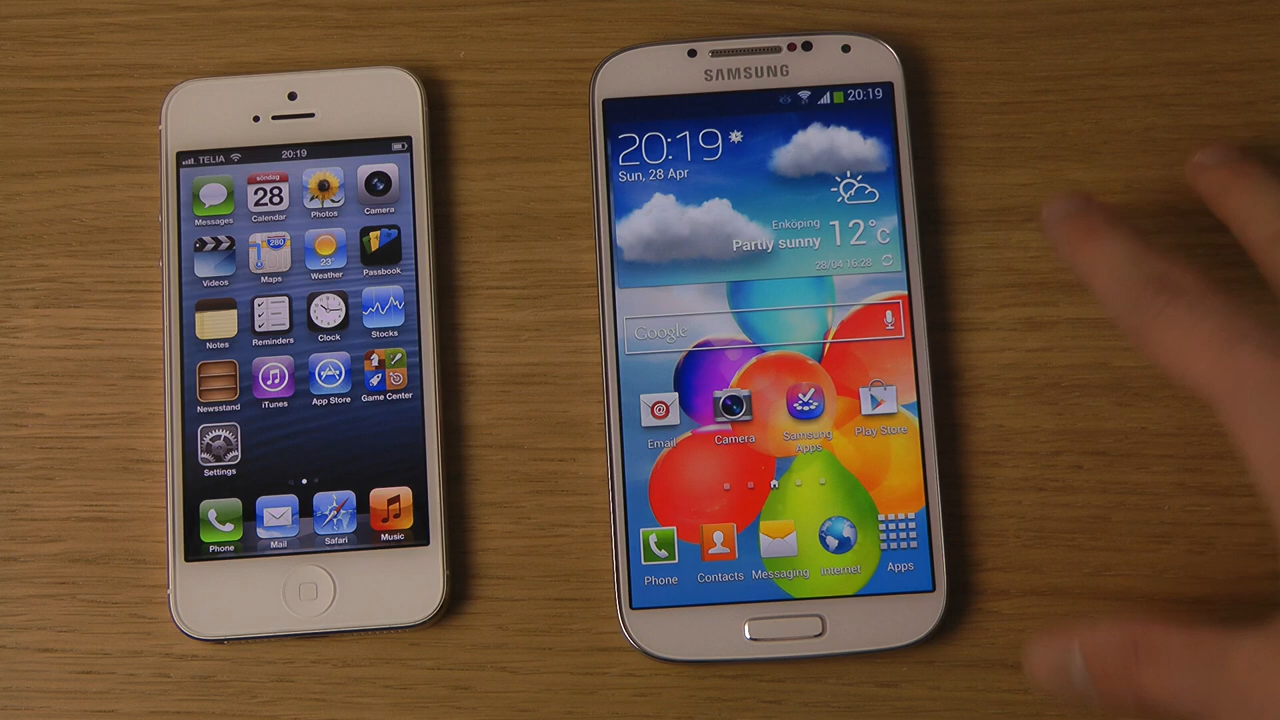 TELIA 20:19
söndag
28
Messages Calendar Photos Camera
280
23°
Videos Maps Weather Passbook
Notes Reminders Clock Stocks
Newsstand iTunes App Store Game Center
Settings
Phone Mail Safari Music
SAMSUNG
20:19
20:19
Sun, 28 Apr
Enköping
Partly sunny 12°c
28/04 16:28
Google
Email Camera Samsung Apps Play Store
Phone Contacts Messaging Internet Apps